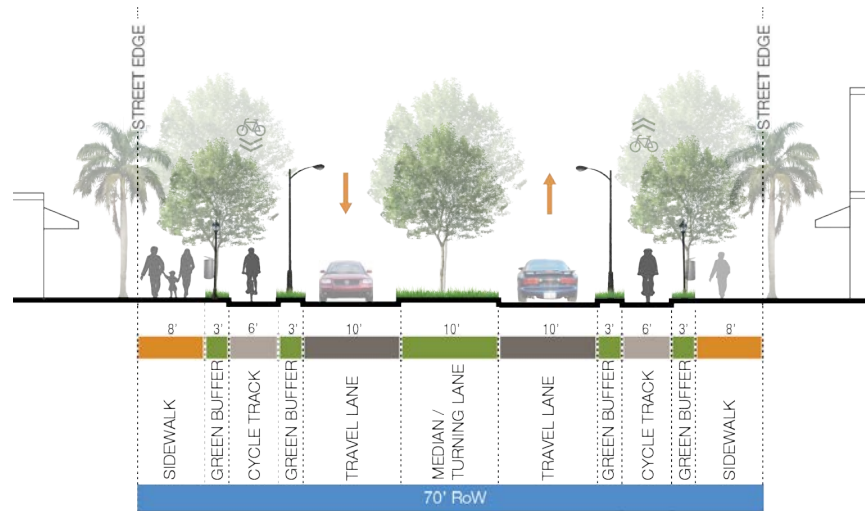 STREET EDGE
STREET EDGE
8' 3' 6' 3' 10' 10' 10' 3' 6' 3' 8'
SIDEWALK
GREEN BUFFER
CYCLE TRACK
GREEN BUFFER
TRAVEL LANE
MEDIAN /
TURNING LANE
TRAVEL LANE
GREEN BUFFER
CYCLE TRACK
GREEN BUFFER
SIDEWALK
70' RoW